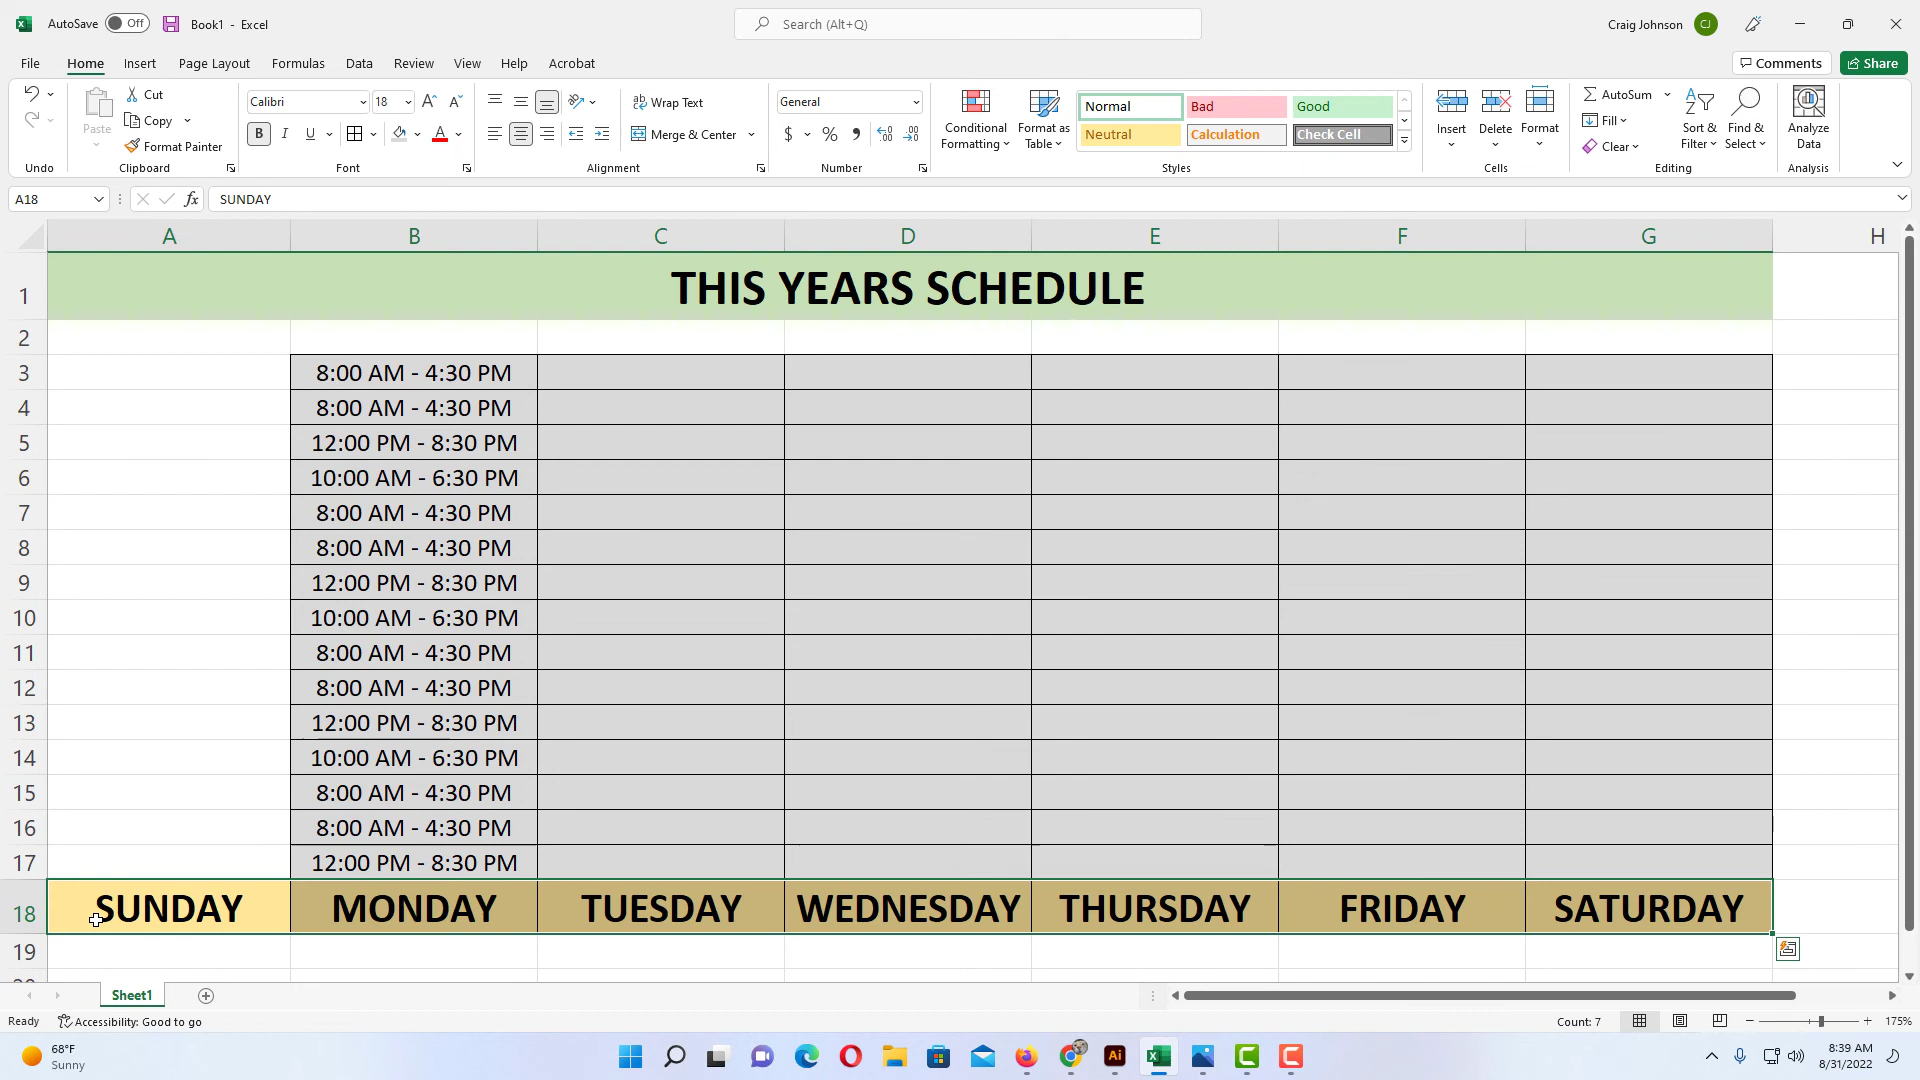 AutoSave Off Book1 - Excel Search (Alt+Q) Craig Johnson CJ
File Home Insert Page Layout Formulas Data Review View Help Acrobat Comments Share
Undo
Paste Cut Copy Format Painter Clipboard
Calibri 18 A A B I U A Font
Wrap Text Merge & Center Alignment
General $ % , Number
Conditional Formatting Format as Table
Normal Bad Good
Neutral Calculation Check Cell
Styles
Insert Delete Format Cells
AutoSum Fill Clear Sort & Filter Find & Select Editing
Analyze Data Analysis
A18 fx SUNDAY
A B C D E F G H
1 THIS YEARS SCHEDULE
2
3 8:00 AM - 4:30 PM
4 8:00 AM - 4:30 PM
5 12:00 PM - 8:30 PM
6 10:00 AM - 6:30 PM
7 8:00 AM - 4:30 PM
8 8:00 AM - 4:30 PM
9 12:00 PM - 8:30 PM
10 10:00 AM - 6:30 PM
11 8:00 AM - 4:30 PM
12 8:00 AM - 4:30 PM
13 12:00 PM - 8:30 PM
14 10:00 AM - 6:30 PM
15 8:00 AM - 4:30 PM
16 8:00 AM - 4:30 PM
17 12:00 PM - 8:30 PM
18 SUNDAY MONDAY TUESDAY WEDNESDAY THURSDAY FRIDAY SATURDAY
19
Sheet1
Ready Accessibility: Good to go Count: 7 175%
68°F
Sunny
Ai
8:39 AM
8/31/2022